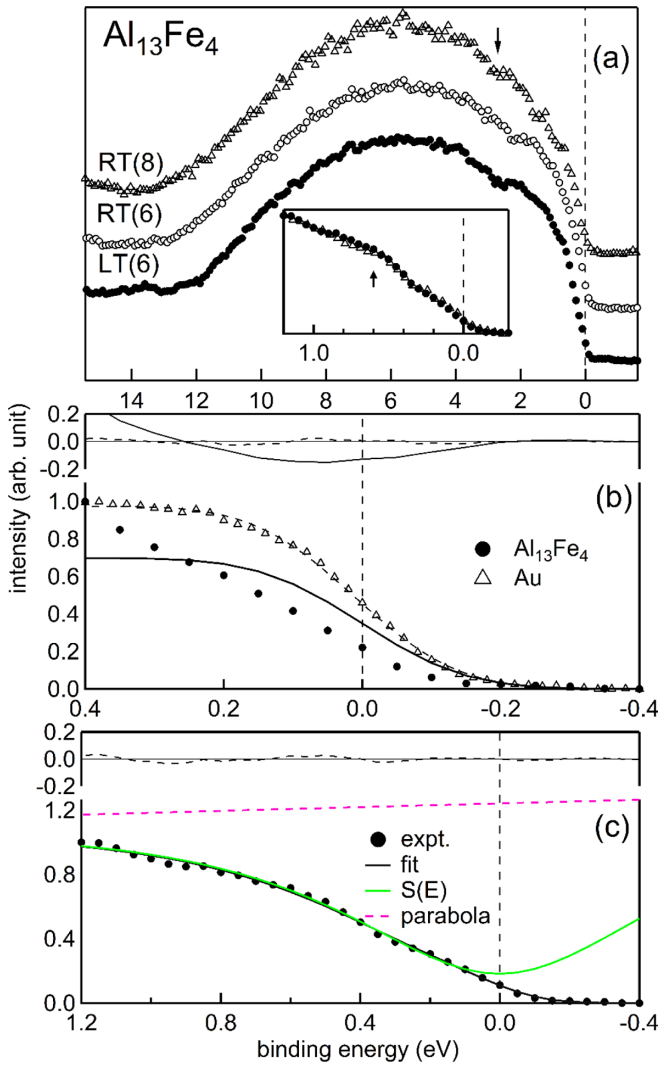 Al13Fe4
(a)
RT(8)
RT(6)
LT(6)
1.0 0.0
14 12 10 8 6 4 2 0
intensity (arb. unit)
0.2
0.0
-0.2
(b)
1.0
0.8
0.6
0.4
0.2
0.0
Al13Fe4
Au
0.4 0.2 0.0 -0.2 -0.4
0.2
0.0
-0.2
(c)
1.2
0.8
0.4
0.0
expt.
fit
S(E)
parabola
1.2 0.8 0.4 0.0 -0.4
binding energy (eV)